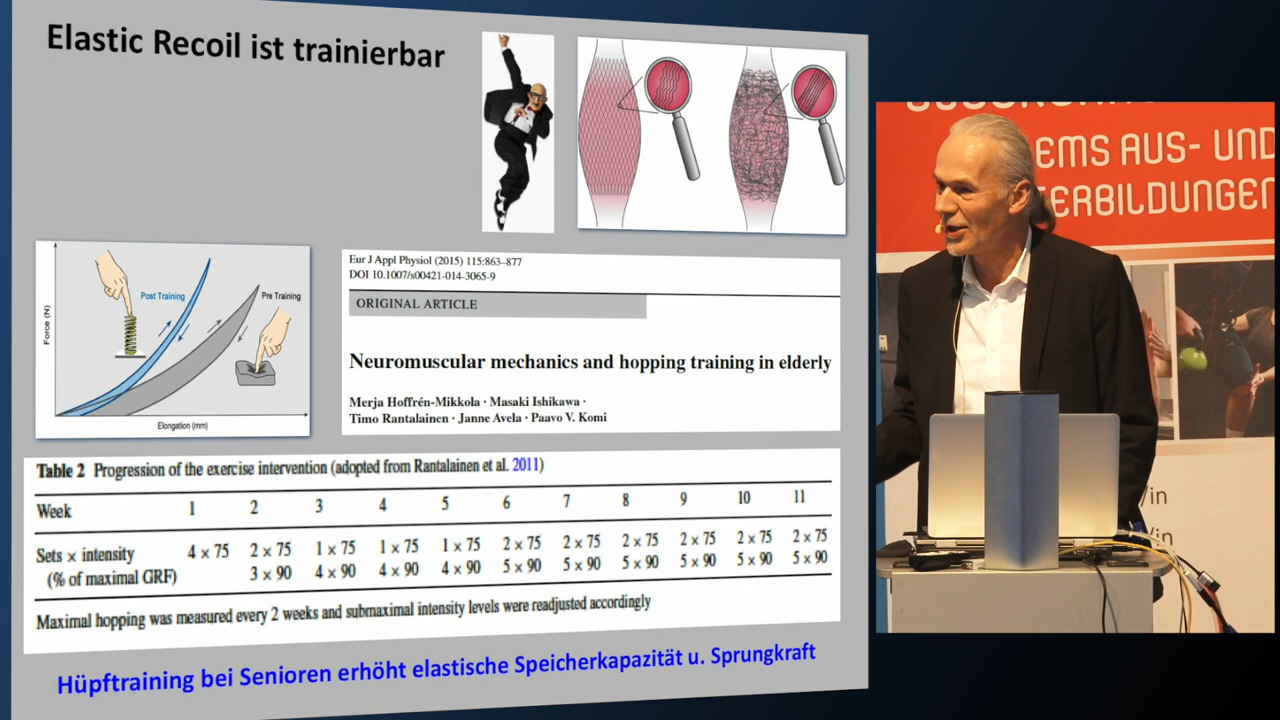 Elastic Recoil ist trainierbar
Force (N)
Post Training
Pre Training
Elongation (mm)
Eur J Appl Physiol (2015) 115:863–877
DOI 10.1007/s00421-014-3065-9
ORIGINAL ARTICLE
Neuromuscular mechanics and hopping training in elderly
Merja Hoffrén-Mikkola · Masaki Ishikawa ·
Timo Rantalainen · Janne Avela · Paavo V. Komi
Table 2 Progression of the exercise intervention (adopted from Rantalainen et al. 2011)
Week 1 2 3 4 5 6 7 8 9 10 11
Sets × intensity 4 × 75 2 × 75 1 × 75 1 × 75 1 × 75 2 × 75 2 × 75 2 × 75 2 × 75 2 × 75 2 × 75
(% of maximal GRF) 3 × 90 4 × 90 4 × 90 4 × 90 5 × 90 5 × 90 5 × 90 5 × 90 5 × 90 5 × 90
Maximal hopping was measured every 2 weeks and submaximal intensity levels were readjusted accordingly
Hüpftraining bei Senioren erhöht elastische Speicherkapazität u. Sprungkraft
EMS AUS- UND
ERBILDUNGEN
/in
/in